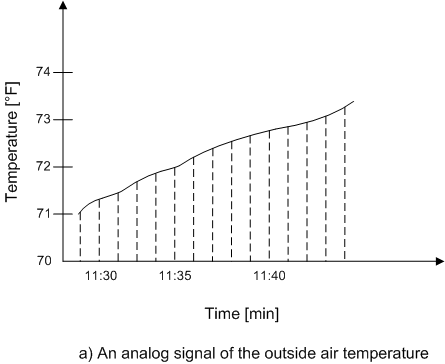 74
73
72
71
70
Temperature [°F]
11:30 11:35 11:40
Time [min]
a) An analog signal of the outside air temperature